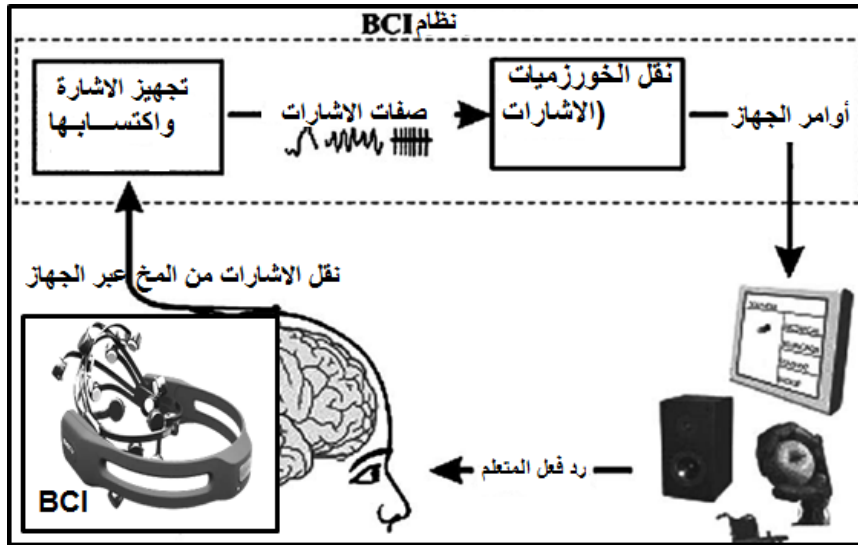 نظام BCI
تجهيز الاشارة
واكتسـابـها
صفات الاشارات
نقل الخورزميات
(الاشارات
أوامر الجهاز
نقل الاشارات من المخ عبر الجهاز
BCI
رد فعل المتعلم